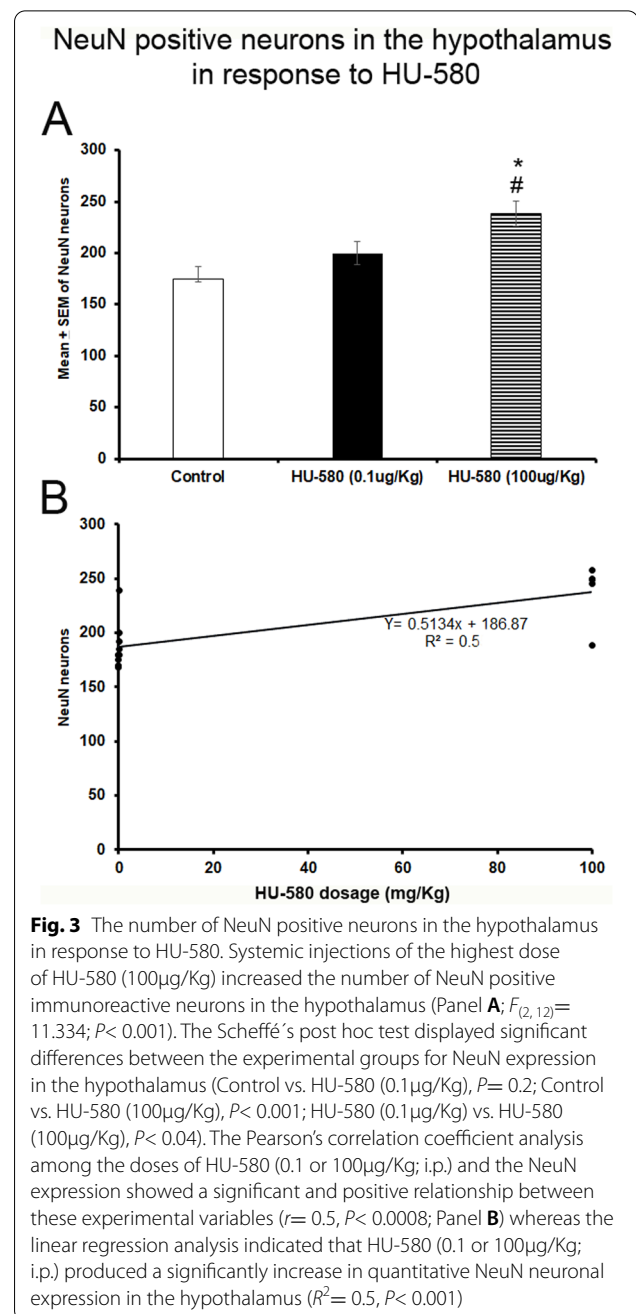 NeuN positive neurons in the hypothalamus
in response to HU-580
A
300
250
200
150
100
50
0
Mean ± SEM of NeuN neurons
*
#
Control
HU-580 (0.1ug/Kg)
HU-580 (100ug/Kg)
B
300
250
200
150
100
50
0
NeuN neurons
Y= 0.5134x + 186.87
R² = 0.5
0
20
40
60
80
100
HU-580 dosage (mg/Kg)
Fig. 3 The number of NeuN positive neurons in the hypothalamus
in response to HU-580. Systemic injections of the highest dose
of HU-580 (100µg/Kg) increased the number of NeuN positive
immunoreactive neurons in the hypothalamus (Panel A; F(2, 12)=
11.334; P< 0.001). The Scheffé´s post hoc test displayed significant
differences between the experimental groups for NeuN expression
in the hypothalamus (Control vs. HU-580 (0.1µg/Kg), P= 0.2; Control
vs. HU-580 (100µg/Kg), P< 0.001; HU-580 (0.1µg/Kg) vs. HU-580
(100µg/Kg), P< 0.04). The Pearson's correlation coefficient analysis
among the doses of HU-580 (0.1 or 100µg/Kg; i.p.) and the NeuN
expression showed a significant and positive relationship between
these experimental variables (r= 0.5, P< 0.0008; Panel B) whereas the
linear regression analysis indicated that HU-580 (0.1 or 100µg/Kg;
i.p.) produced a significantly increase in quantitative NeuN neuronal
expression in the hypothalamus (R²= 0.5, P< 0.001)